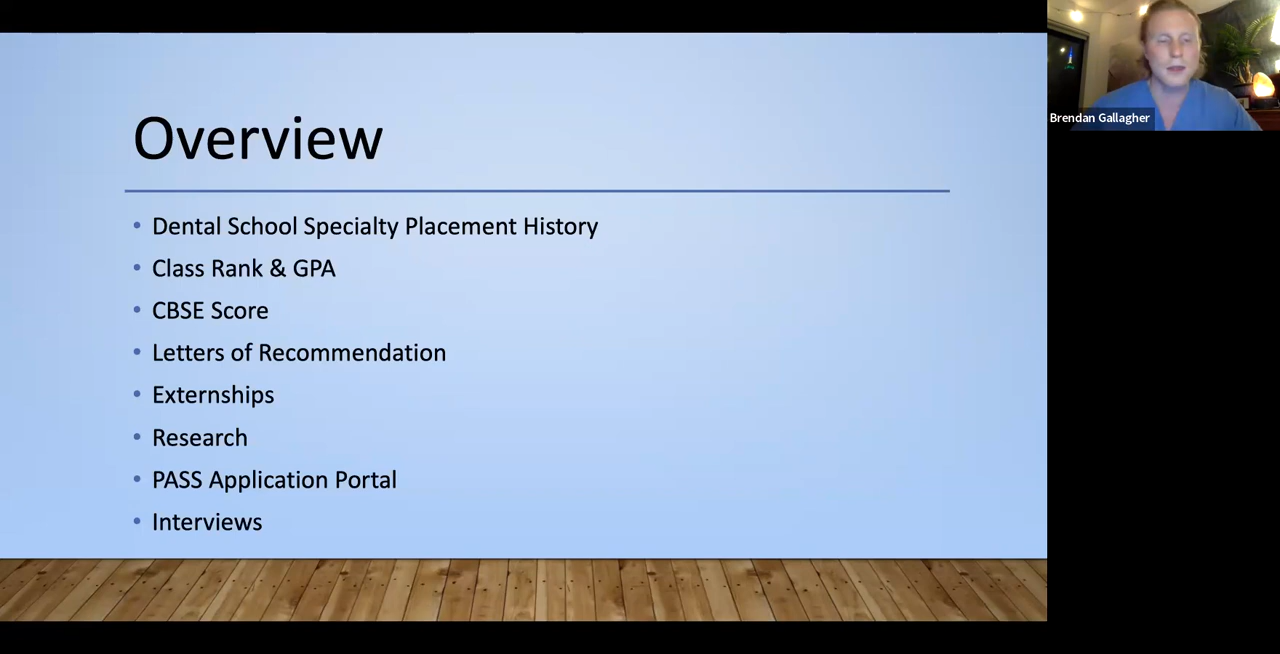 Overview
Dental School Specialty Placement History
Class Rank & GPA
CBSE Score
Letters of Recommendation
Externships
Research
PASS Application Portal
Interviews
Brendan Gallagher